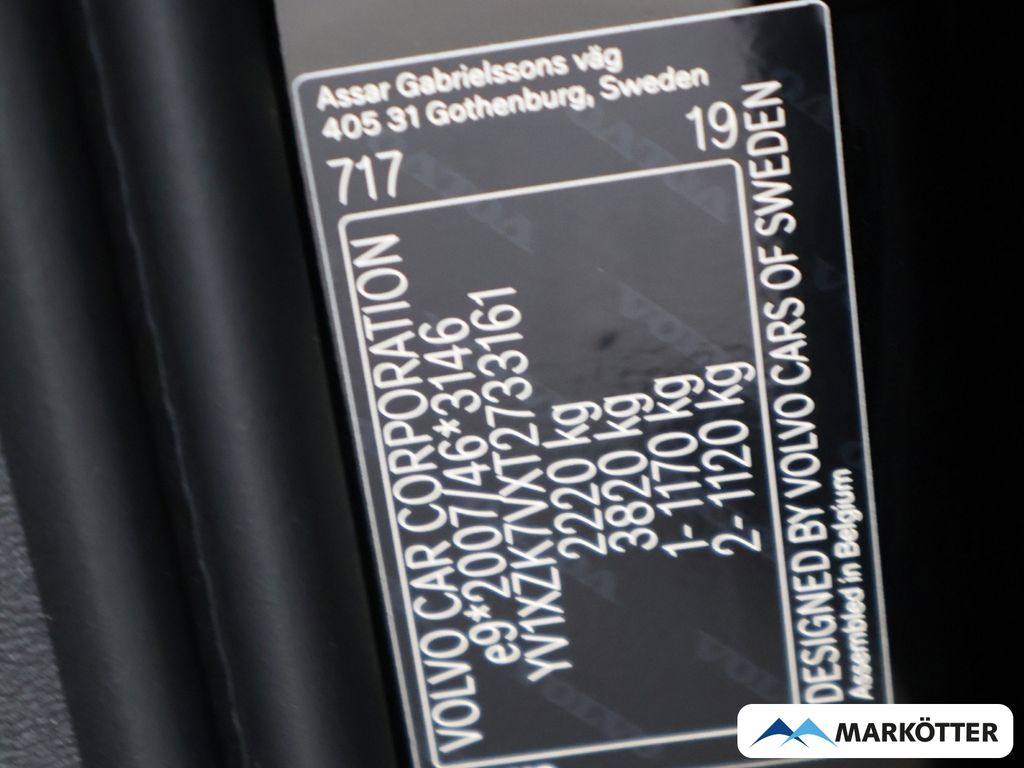 Assar Gabrielssons väg
405 31 Gothenburg, Sweden
717
19
VOLVO CAR CORPORATION
e9*2007/46*3146
YV1XZK7VXT2733161
2220 kg
3820 kg
1- 1170 kg
2- 1120 kg
DESIGNED BY VOLVO CARS OF SWEDEN
Assembled in Belgium
MARKÖTTER